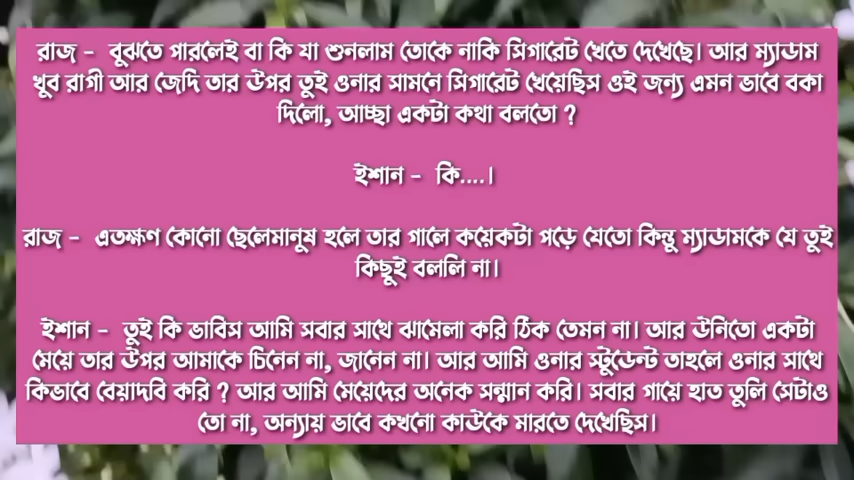 রাজ - বুঝতে পারলেই বা কি যা শুনলাম তোকে নাকি সিগারেট খেতে দেখেছে। আর ম্যাডাম
খুব রাগী আর জেদি তার উপর তুই ওনার সামনে সিগারেট খেয়েছিস ওই জন্য এমন ভাবে বকা
দিলো, আচ্ছা একটা কথা বলতো ?
ইশান - কি....।
রাজ - এতক্ষণ কোনো ছেলেমানুষ হলে তার গালে কয়েকটা পড়ে যেতো কিন্তু ম্যাডামকে যে তুই
কিছুই বললি না।
ইশান - তুই কি ভাবিস আমি সবার সাথে ঝামেলা করি ঠিক তেমন না। আর উনিতো একটা
মেয়ে তার উপর আমাকে চিনেন না, জানেন না। আর আমি ওনার স্টুডেন্ট তাহলে ওনার সাথে
কিভাবে বেয়াদবি করি ? আর আমি মেয়েদের অনেক সন্মান করি। সবার গায়ে হাত তুলি সেটাও
তো না, অন্যায় ভাবে কখনো কাউকে মারতে দেখেছিস।